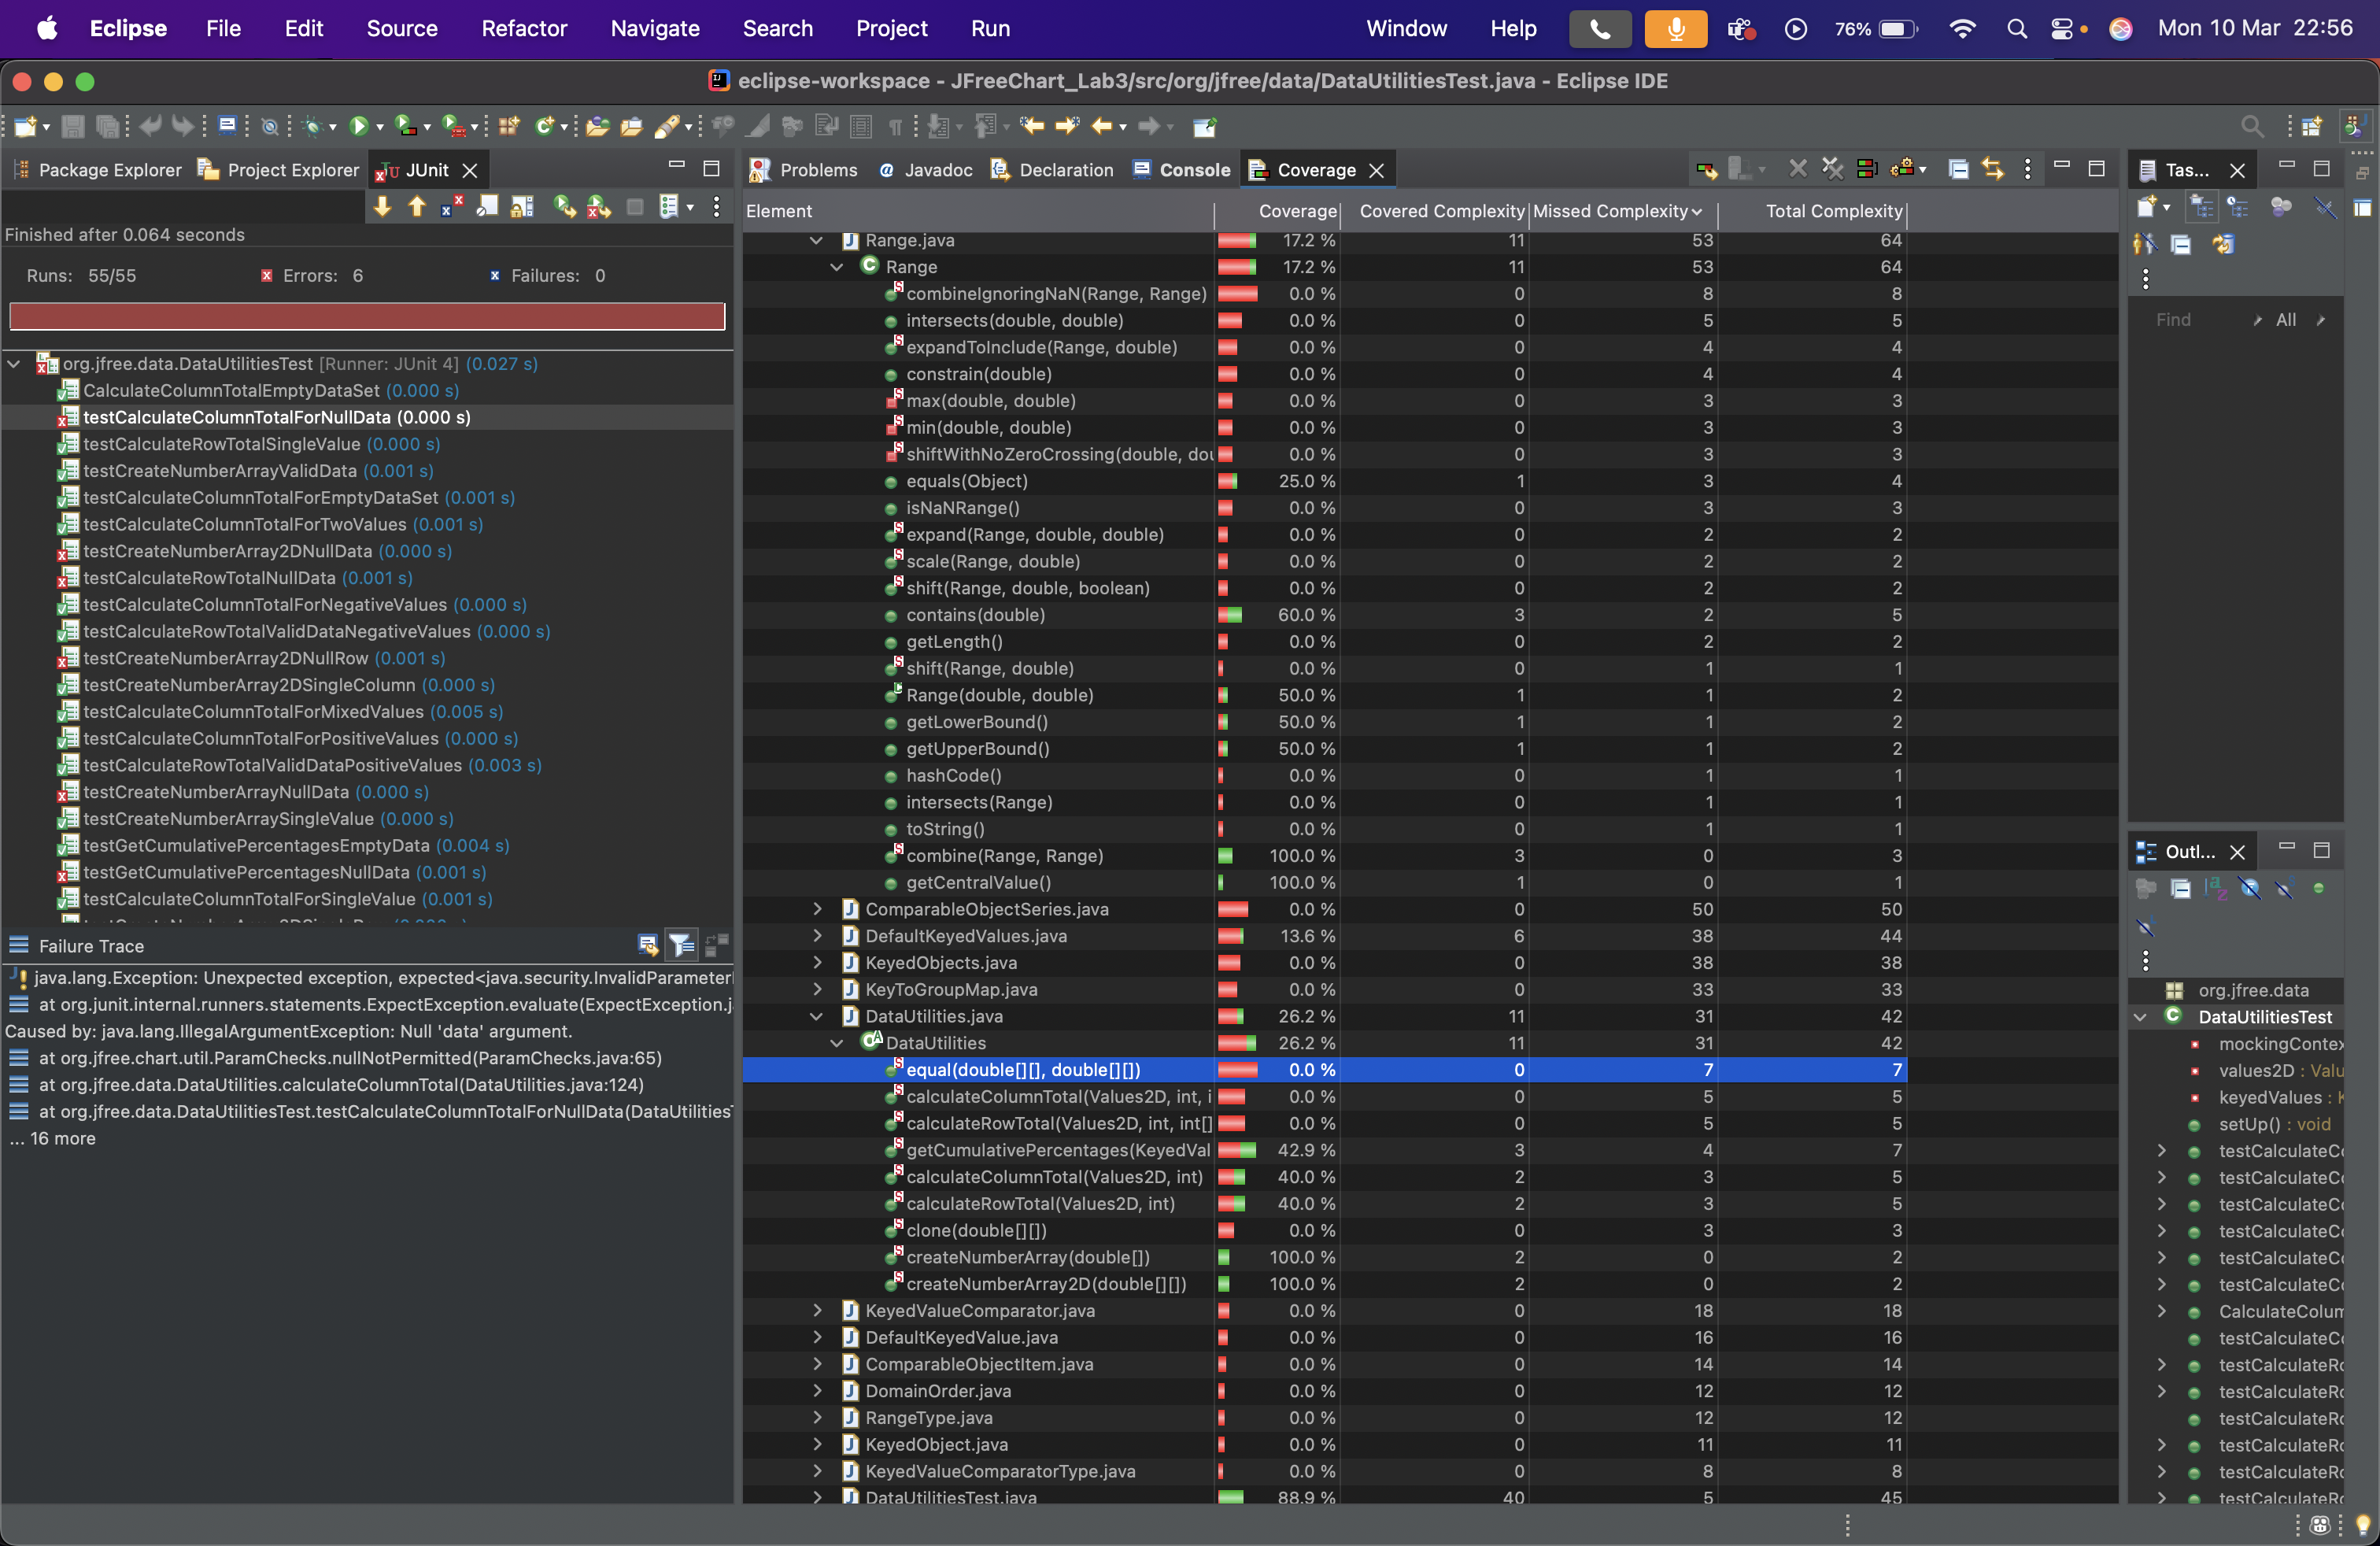 Eclipse File Edit Source Refactor Navigate Search Project Run Window Help 76% Mon 10 Mar 22:56
eclipse-workspace - JFreeChart_Lab3/src/org/jfree/data/DataUtilitiesTest.java - Eclipse IDE
Package Explorer Project Explorer JUnit
Finished after 0.064 seconds
Runs: 55/55 Errors: 6 Failures: 0
org.jfree.data.DataUtilitiesTest [Runner: JUnit 4] (0.027 s)
CalculateColumnTotalEmptyDataSet (0.000 s)
testCalculateColumnTotalForNullData (0.000 s)
testCalculateRowTotalSingleValue (0.000 s)
testCreateNumberArrayValidData (0.001 s)
testCalculateColumnTotalForEmptyDataSet (0.001 s)
testCalculateColumnTotalForTwoValues (0.001 s)
testCreateNumberArray2DNullData (0.000 s)
testCalculateRowTotalNullData (0.001 s)
testCalculateColumnTotalForNegativeValues (0.000 s)
testCalculateRowTotalValidDataNegativeValues (0.000 s)
testCreateNumberArray2DNullRow (0.001 s)
testCreateNumberArray2DSingleColumn (0.000 s)
testCalculateColumnTotalForMixedValues (0.005 s)
testCalculateColumnTotalForPositiveValues (0.000 s)
testCalculateRowTotalValidDataPositiveValues (0.003 s)
testCreateNumberArrayNullData (0.000 s)
testCreateNumberArraySingleValue (0.000 s)
testGetCumulativePercentagesEmptyData (0.004 s)
testGetCumulativePercentagesNullData (0.001 s)
testCalculateColumnTotalForSingleValue (0.001 s)
Failure Trace
java.lang.Exception: Unexpected exception, expected<java.security.InvalidParameter
at org.junit.internal.runners.statements.ExpectException.evaluate(ExpectException.j
Caused by: java.lang.IllegalArgumentException: Null 'data' argument.
at org.jfree.chart.util.ParamChecks.nullNotPermitted(ParamChecks.java:65)
at org.jfree.data.DataUtilities.calculateColumnTotal(DataUtilities.java:124)
at org.jfree.data.DataUtilitiesTest.testCalculateColumnTotalForNullData(DataUtilities
... 16 more
Problems Javadoc Declaration Console Coverage
Element Coverage Covered Complexity Missed Complexity Total Complexity
Range.java 17.2 % 11 53 64
Range 17.2 % 11 53 64
combineIgnoringNaN(Range, Range) 0.0 % 0 8 8
intersects(double, double) 0.0 % 0 5 5
expandToInclude(Range, double) 0.0 % 0 4 4
constrain(double) 0.0 % 0 4 4
max(double, double) 0.0 % 0 3 3
min(double, double) 0.0 % 0 3 3
shiftWithNoZeroCrossing(double, dou 0.0 % 0 3 3
equals(Object) 25.0 % 1 3 4
isNaNRange() 0.0 % 0 3 3
expand(Range, double, double) 0.0 % 0 2 2
scale(Range, double) 0.0 % 0 2 2
shift(Range, double, boolean) 0.0 % 0 2 2
contains(double) 60.0 % 3 2 5
getLength() 0.0 % 0 2 2
shift(Range, double) 0.0 % 0 1 1
Range(double, double) 50.0 % 1 1 2
getLowerBound() 50.0 % 1 1 2
getUpperBound() 50.0 % 1 1 2
hashCode() 0.0 % 0 1 1
intersects(Range) 0.0 % 0 1 1
toString() 0.0 % 0 1 1
combine(Range, Range) 100.0 % 3 0 3
getCentralValue() 100.0 % 1 0 1
ComparableObjectSeries.java 0.0 % 0 50 50
DefaultKeyedValues.java 13.6 % 6 38 44
KeyedObjects.java 0.0 % 0 38 38
KeyToGroupMap.java 0.0 % 0 33 33
DataUtilities.java 26.2 % 11 31 42
DataUtilities 26.2 % 11 31 42
equal(double[][], double[][]) 0.0 % 0 7 7
calculateColumnTotal(Values2D, int, i 0.0 % 0 5 5
calculateRowTotal(Values2D, int, int[] 0.0 % 0 5 5
getCumulativePercentages(KeyedVal 42.9 % 3 4 7
calculateColumnTotal(Values2D, int) 40.0 % 2 3 5
calculateRowTotal(Values2D, int) 40.0 % 2 3 5
clone(double[][]) 0.0 % 0 3 3
createNumberArray(double[]) 100.0 % 2 0 2
createNumberArray2D(double[][]) 100.0 % 2 0 2
KeyedValueComparator.java 0.0 % 0 18 18
DefaultKeyedValue.java 0.0 % 0 16 16
ComparableObjectItem.java 0.0 % 0 14 14
DomainOrder.java 0.0 % 0 12 12
RangeType.java 0.0 % 0 12 12
KeyedObject.java 0.0 % 0 11 11
KeyedValueComparatorType.java 0.0 % 0 8 8
DataUtilitiesTest.java 88.9 % 40 5 45
Tas...
Find All
Outl...
org.jfree.data
DataUtilitiesTest
mockingContex
values2D : Valu
keyedValues : K
setUp() : void
testCalculateCo
testCalculateCo
testCalculateCo
testCalculateCo
testCalculateCo
testCalculateCo
CalculateColum
testCalculateCo
testCalculateRo
testCalculateRo
testCalculateRo
testCalculateRo
testCalculateRo
testCalculateRo